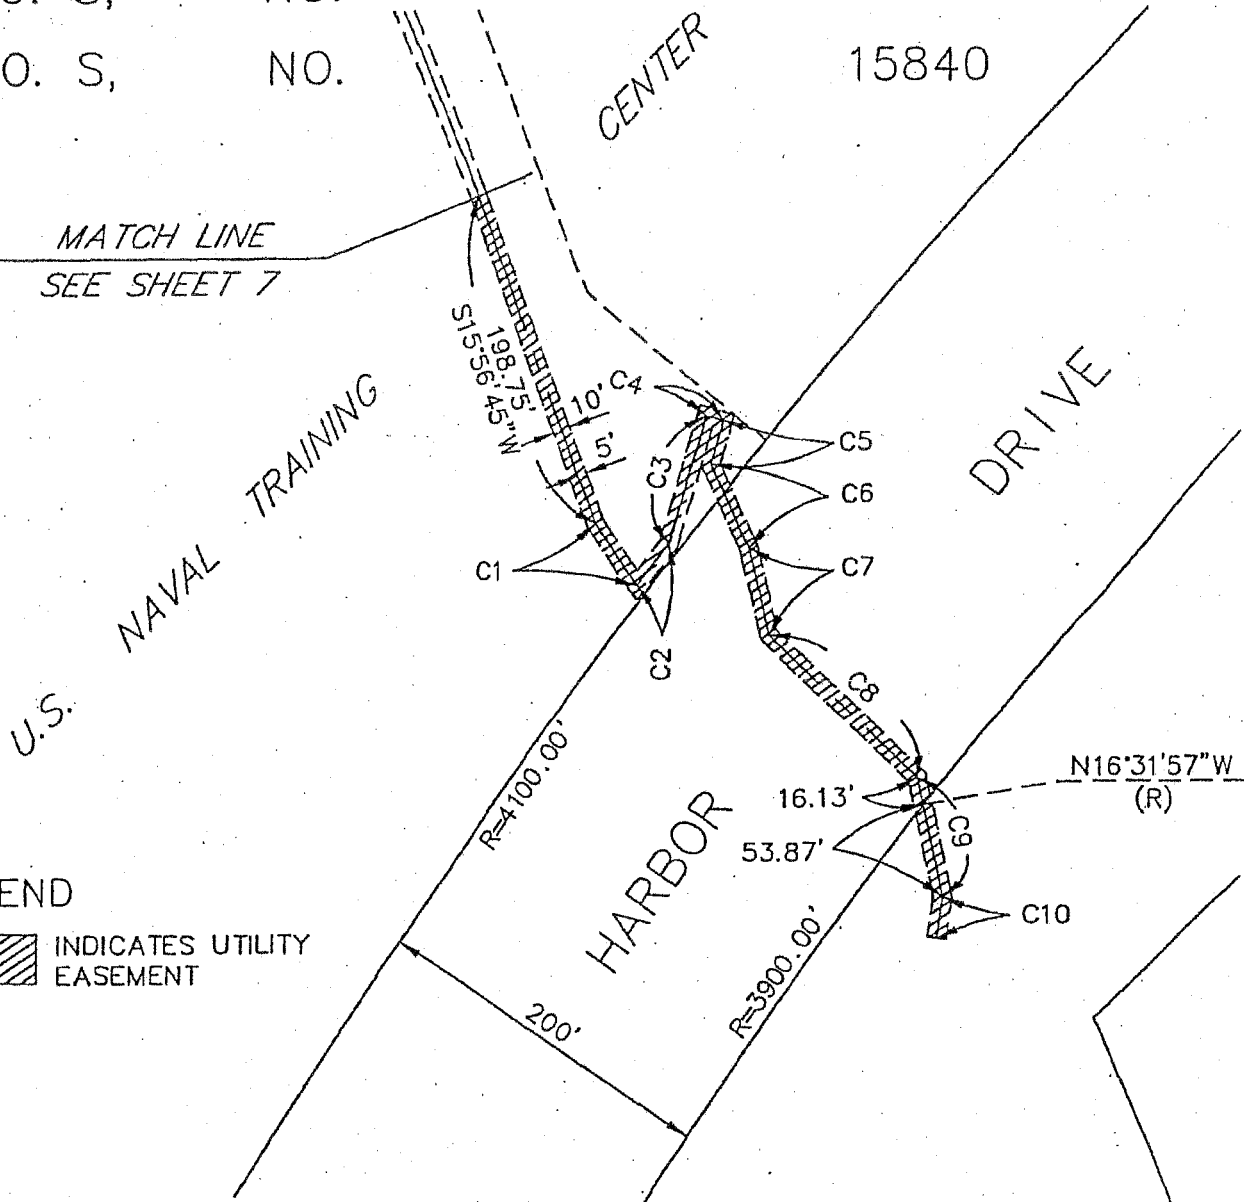 O. S, NO. 15840
CENTER
MATCH LINE
SEE SHEET 7
198.75'
S15°56'45"W
10'
5'
C4
C5
C3
C6
C7
C1
C2
C8
TRAINING
NAVAL
U.S.
DRIVE
HARBOR
R=4100.00'
N16°31'57"W
(R)
16.13'
53.87'
C9
C10
END
INDICATES UTILITY
EASEMENT
200'
R=3900.00'